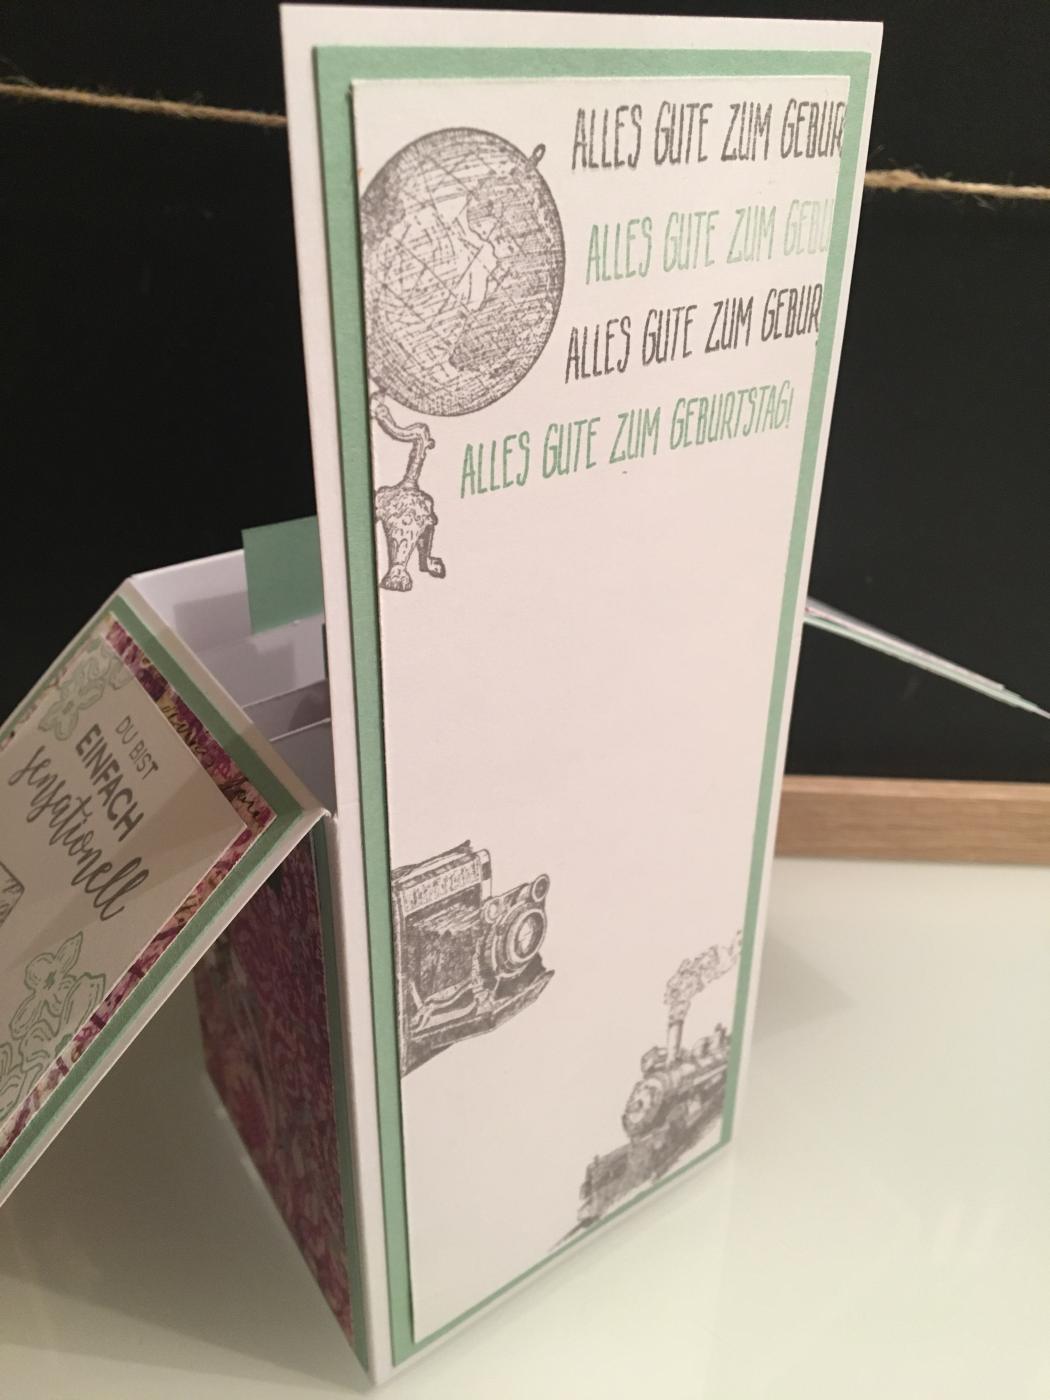 ALLES GUTE ZUM GEBUR
ALLES GUTE ZUM GEBU
ALLES GUTE ZUM GEBUR
ALLES GUTE ZUM GEBURTSTAG!
DU BIST
EINFACH
sensationell